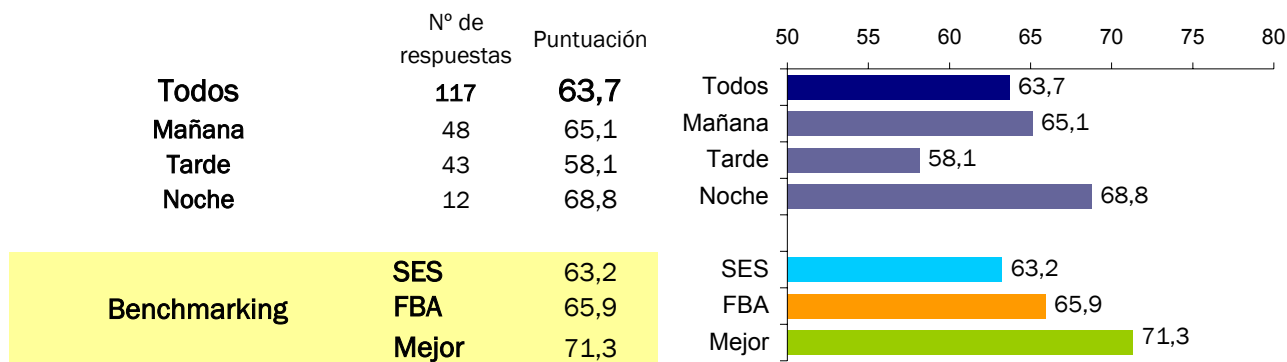 Nº de respuestas Puntuación
Todos 117 63,7
Mañana 48 65,1
Tarde 43 58,1
Noche 12 68,8
Benchmarking
SES 63,2
FBA 65,9
Mejor 71,3
50 55 60 65 70 75 80
Todos 63,7
Mañana 65,1
Tarde 58,1
Noche 68,8
SES 63,2
FBA 65,9
Mejor 71,3